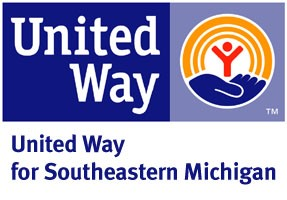 United
Way
TM
United Way
for Southeastern Michigan